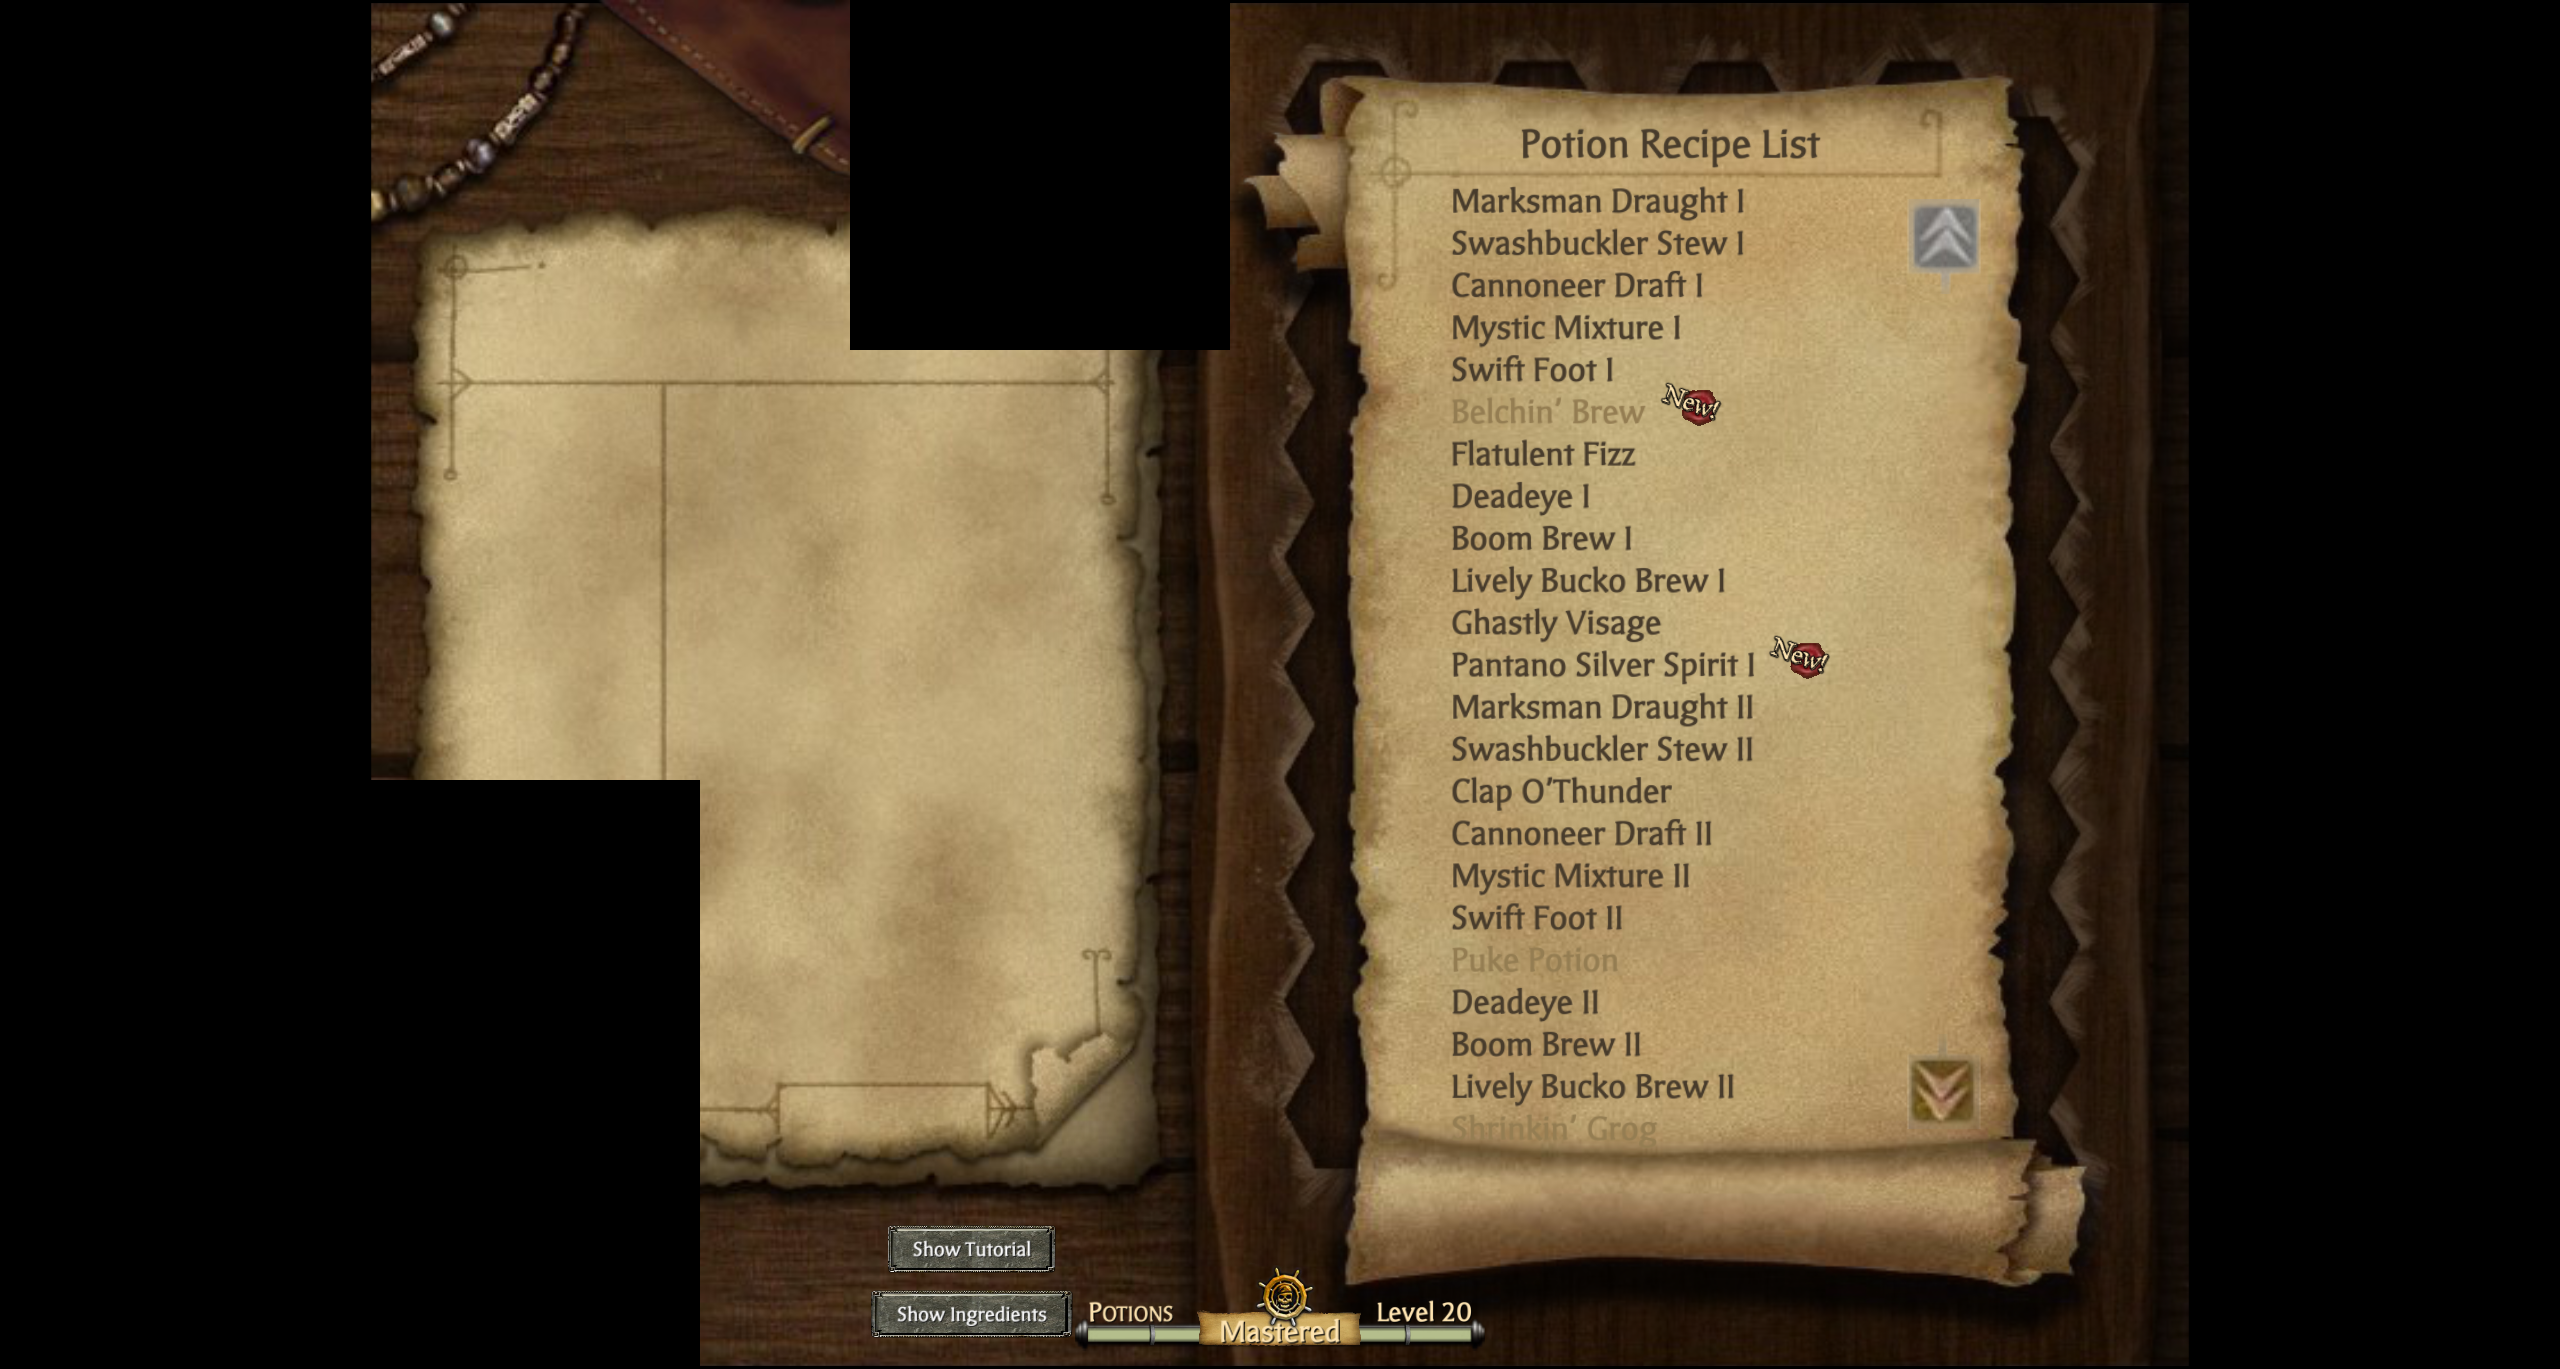 Potion Recipe List
Marksman Draught I
Swashbuckler Stew I
Cannoneer Draft I
Mystic Mixture I
Swift Foot I
Belchin' Brew New!
Flatulent Fizz
Deadeye I
Boom Brew I
Lively Bucko Brew I
Ghastly Visage
Pantano Silver Spirit I New!
Marksman Draught II
Swashbuckler Stew II
Clap O'Thunder
Cannoneer Draft II
Mystic Mixture II
Swift Foot II
Puke Potion
Deadeye II
Boom Brew II
Lively Bucko Brew II
Shrinkin' Grog
Show Tutorial
Show Ingredients
Potions
Mastered
Level 20